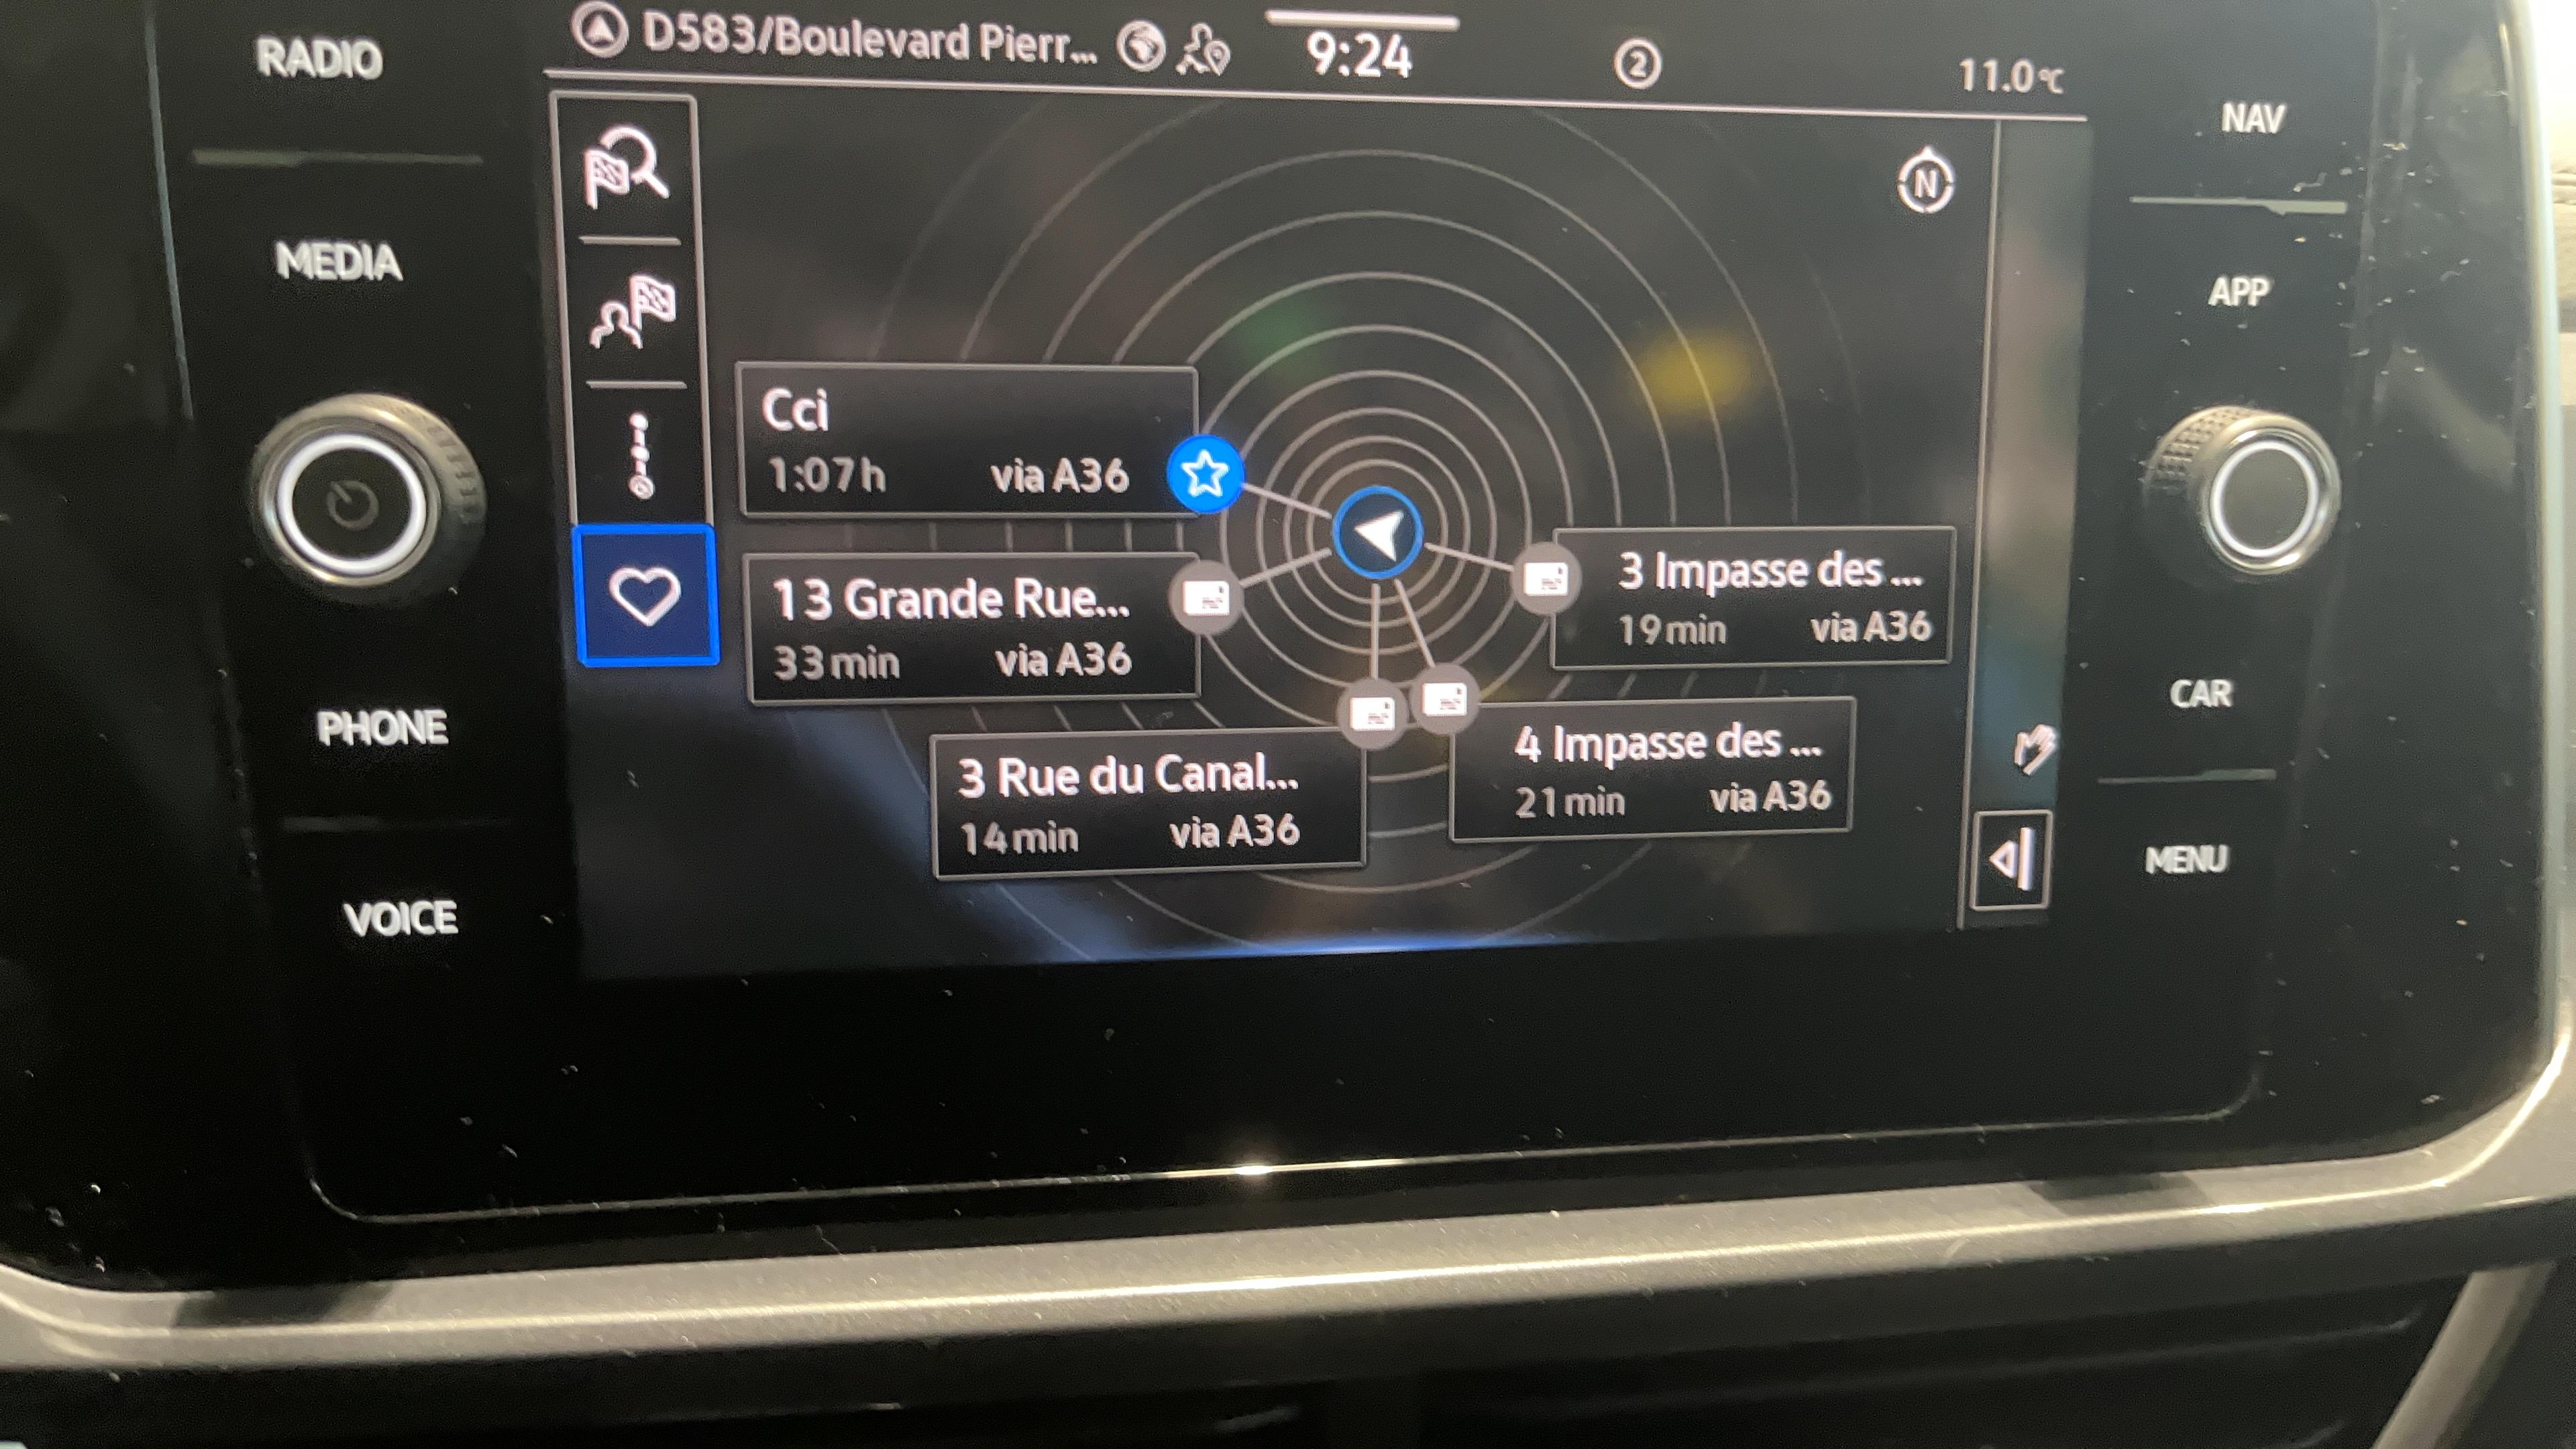 RADIO
MEDIA
PHONE
VOICE
D583/Boulevard Pierr...
9:24
2
11.0°C
N
Cci
1:07h via A36
13 Grande Rue...
33 min via A36
3 Rue du Canal...
14 min via A36
3 Impasse des ...
19 min via A36
4 Impasse des ...
21 min via A36
NAV
APP
CAR
MENU